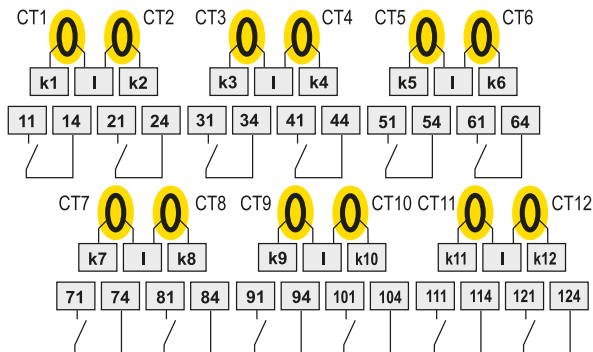 CT1 CT2 CT3 CT4 CT5 CT6
k1 I k2 k3 I k4 k5 I k6
11 14 21 24 31 34 41 44 51 54 61 64
CT7 CT8 CT9 CT10 CT11 CT12
k7 I k8 k9 I k10 k11 I k12
71 74 81 84 91 94 101 104 111 114 121 124